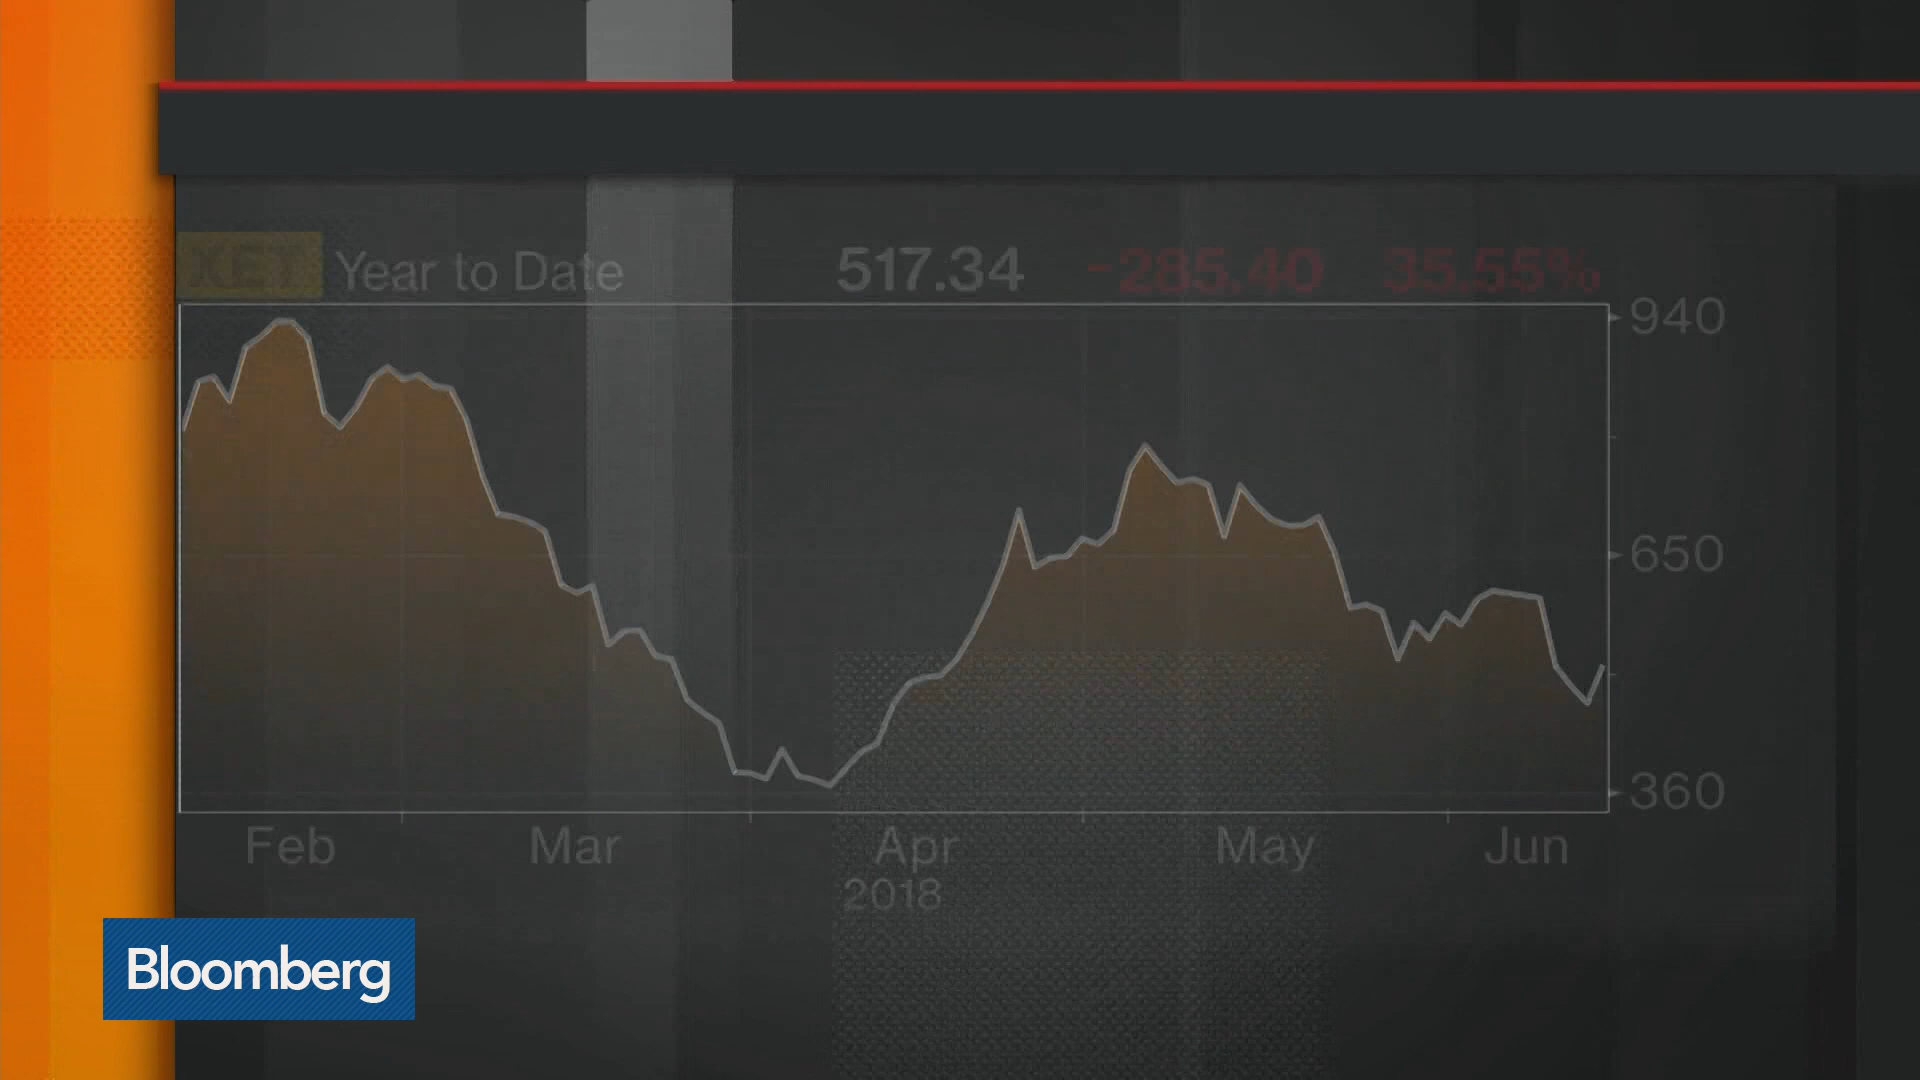 XET Year to Date 517.34 -285.40 35.55%
940
650
360
Feb Mar Apr May Jun
2018
Bloomberg